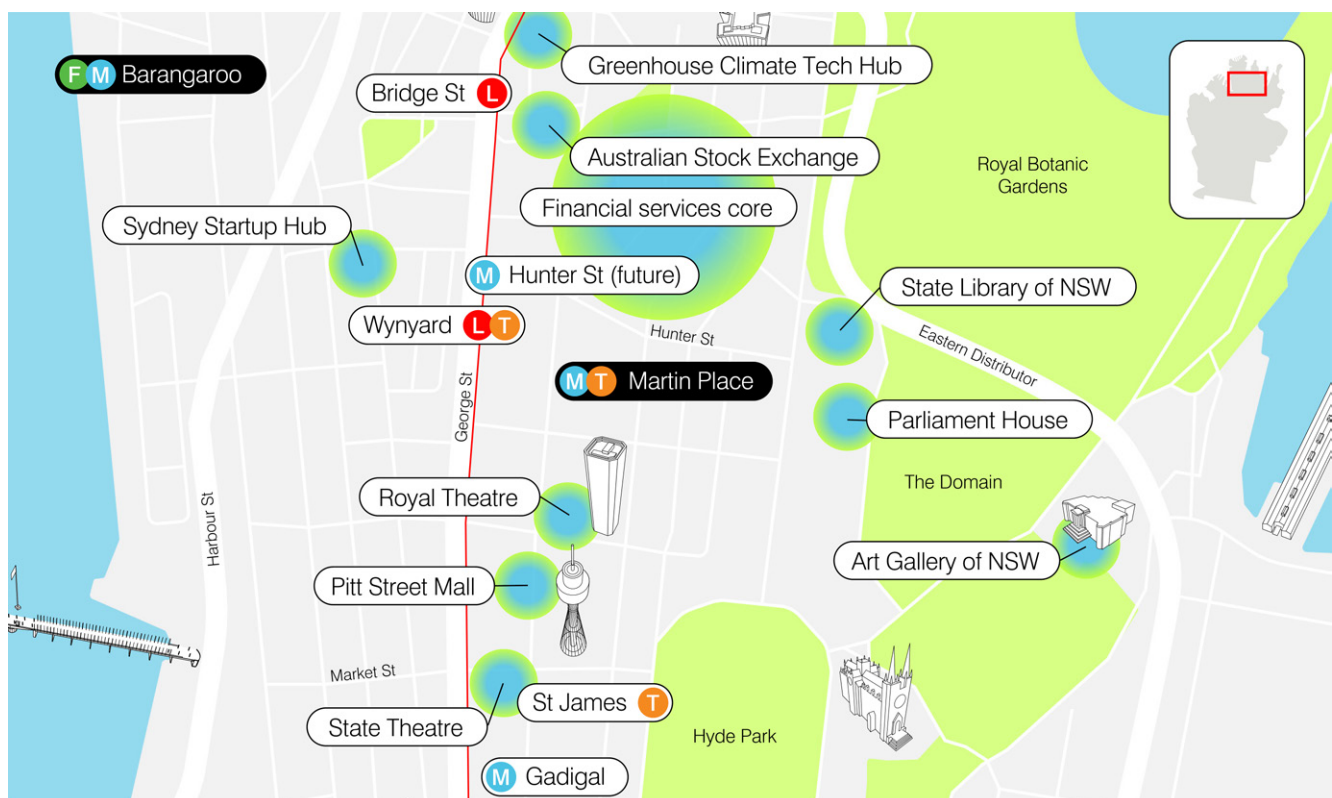 Greenhouse Climate Tech Hub
F M Barangaroo
Bridge St L
Australian Stock Exchange
Royal Botanic
Gardens
Financial services core
Sydney Startup Hub
M Hunter St (future)
State Library of NSW
Wynyard L T
Hunter St
Eastern Distributor
M T Martin Place
George St
Parliament House
The Domain
Royal Theatre
Harbour St
Art Gallery of NSW
Pitt Street Mall
Market St
St James T
State Theatre
Hyde Park
M Gadigal